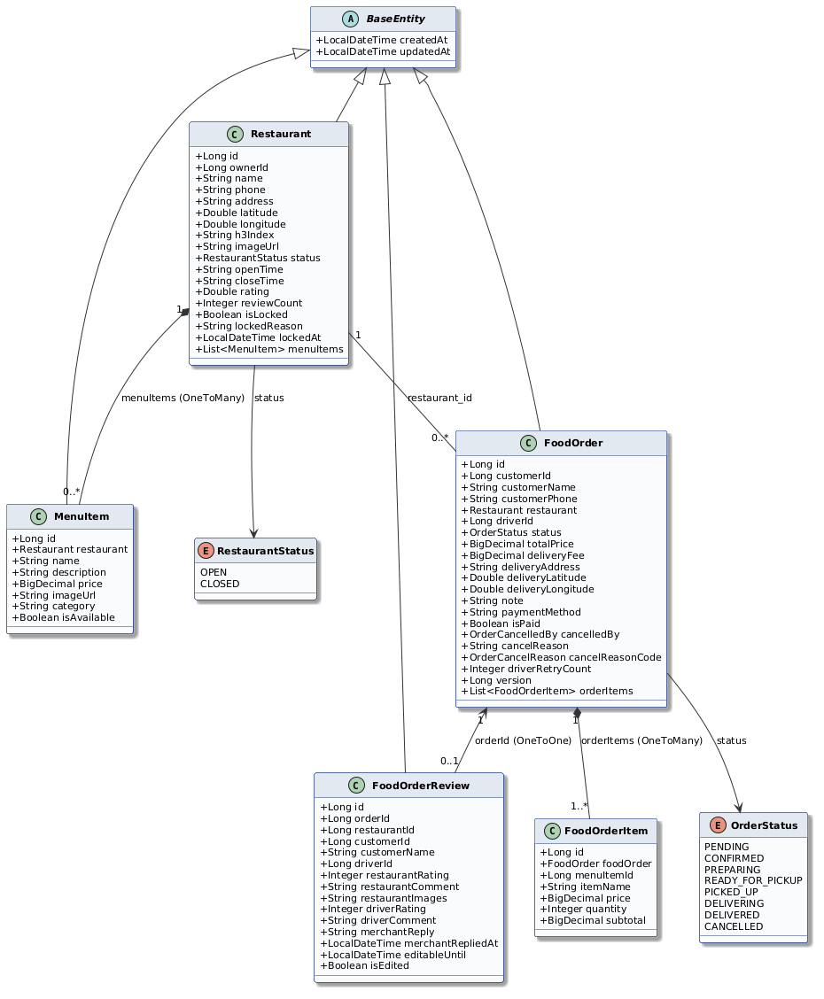 A BaseEntity
+LocalDateTime createdAt
+LocalDateTime updatedAt
C Restaurant
+Long id
+Long ownerId
+String name
+String phone
+String address
+Double latitude
+Double longitude
+String h3Index
+String imageUrl
+RestaurantStatus status
+String openTime
+String closeTime
+Double rating
+Integer reviewCount
+Boolean isLocked
+String lockedReason
+LocalDateTime lockedAt
+List<MenuItem> menuItems
1
1
menuItems (OneToMany)
status
restaurant_id
0..*
0..*
C FoodOrder
+Long id
+Long customerId
+String customerName
+String customerPhone
+Restaurant restaurant
+Long driverId
+OrderStatus status
+BigDecimal totalPrice
+BigDecimal deliveryFee
+String deliveryAddress
+Double deliveryLatitude
+Double deliveryLongitude
+String note
+String paymentMethod
+Boolean isPaid
+OrderCancelledBy cancelledBy
+String cancelReason
+OrderCancelReason cancelReasonCode
+Integer driverRetryCount
+Long version
+List<FoodOrderItem> orderItems
C MenuItem
+Long id
+Restaurant restaurant
+String name
+String description
+BigDecimal price
+String imageUrl
+String category
+Boolean isAvailable
E RestaurantStatus
OPEN
CLOSED
1
1
orderId (OneToOne)
orderItems (OneToMany)
status
0..1
1..*
C FoodOrderReview
+Long id
+Long orderId
+Long restaurantId
+Long customerId
+String customerName
+Long driverId
+Integer restaurantRating
+String restaurantComment
+String restaurantImages
+Integer driverRating
+String driverComment
+String merchantReply
+LocalDateTime merchantRepliedAt
+LocalDateTime editableUntil
+Boolean isEdited
C FoodOrderItem
+Long id
+FoodOrder foodOrder
+Long menuItemId
+String itemName
+BigDecimal price
+Integer quantity
+BigDecimal subtotal
E OrderStatus
PENDING
CONFIRMED
PREPARING
READY_FOR_PICKUP
PICKED_UP
DELIVERING
DELIVERED
CANCELLED